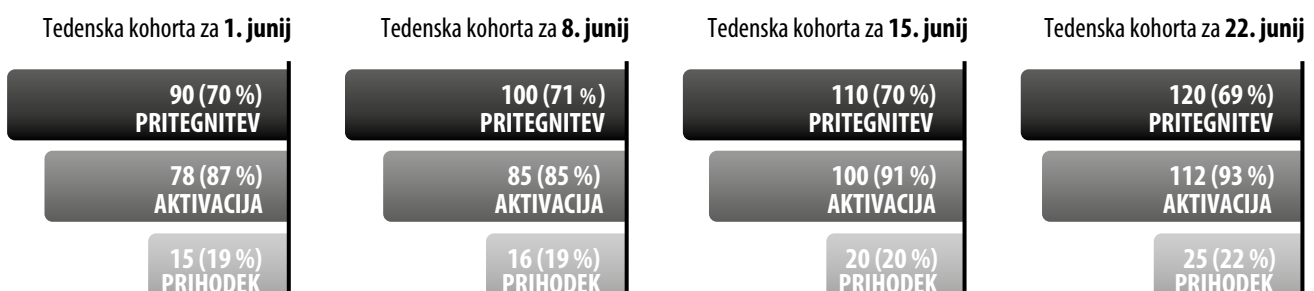 Tedenska kohorta za 1. junij
90 (70 %)
PRITEGNITEV
78 (87 %)
AKTIVACIJA
15 (19 %)
PRIHODEK
Tedenska kohorta za 8. junij
100 (71 %)
PRITEGNITEV
85 (85 %)
AKTIVACIJA
16 (19 %)
PRIHODEK
Tedenska kohorta za 15. junij
110 (70 %)
PRITEGNITEV
100 (91 %)
AKTIVACIJA
20 (20 %)
PRIHODEK
Tedenska kohorta za 22. junij
120 (69 %)
PRITEGNITEV
112 (93 %)
AKTIVACIJA
25 (22 %)
PRIHODEK